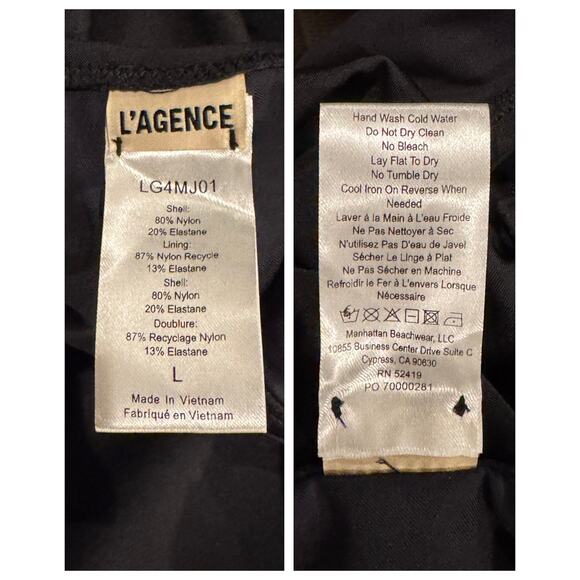 L'AGENCE
LG4MJ01
Shell:
80% Nylon
20% Elastane
Lining:
87% Nylon Recycle
13% Elastane
Shell:
80% Nylon
20% Elastane
Doublure:
87% Recyclage Nylon
13% Elastane
L
Made In Vietnam
Fabriqué en Vietnam
Hand Wash Cold Water
Do Not Dry Clean
No Bleach
Lay Flat To Dry
No Tumble Dry
Cool Iron On Reverse When
Needed
Laver á la Main à L'eau Froide
Ne Pas Nettoyer à Sec
N'utilisez Pas D'eau de Javel
Sécher Le Linge à Plat
Ne Pas Sécher en Machine
Refroidir le Fer à L'envers Lorsque
Nécessaire
Manhattan Beachwear, LLC
10855 Business Center Drive Suite C
Cypress, CA 90630
RN 52419
PO 70000281